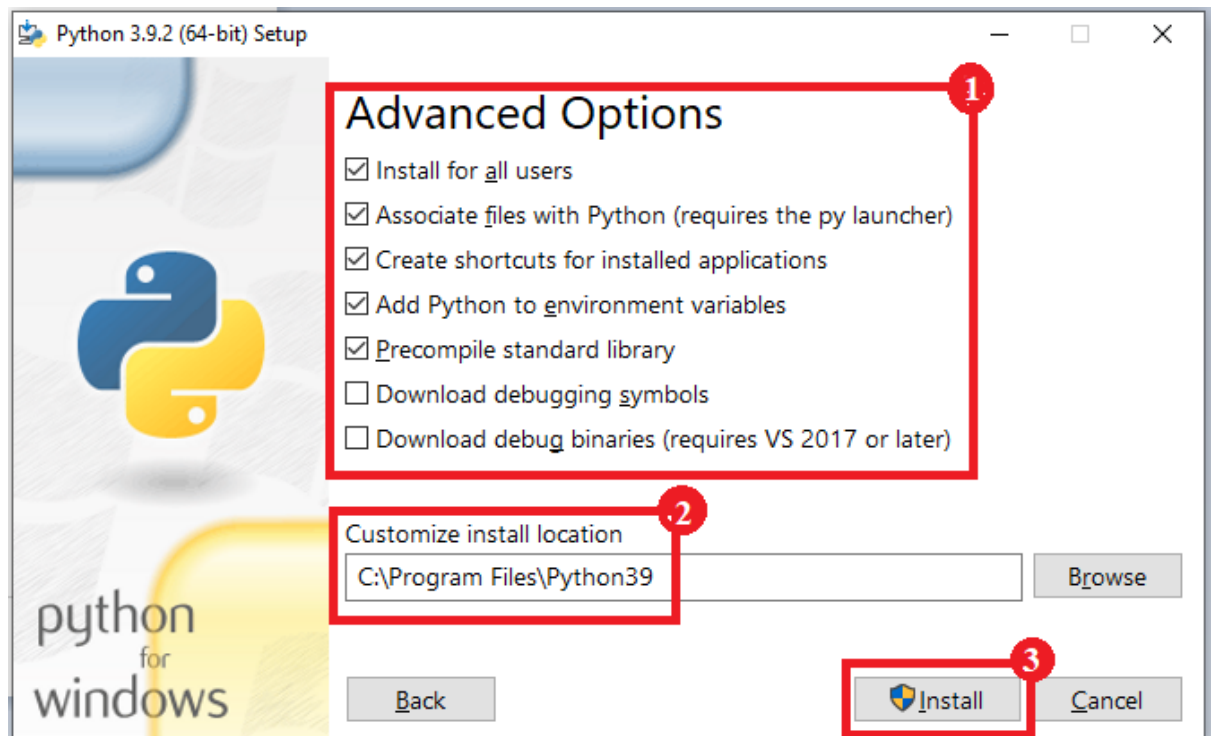 Python 3.9.2 (64-bit) Setup
1
Advanced Options
Install for all users
Associate files with Python (requires the py launcher)
Create shortcuts for installed applications
Add Python to environment variables
Precompile standard library
Download debugging symbols
Download debug binaries (requires VS 2017 or later)
2
Customize install location
C:\Program Files\Python39
Browse
python
for
windows
3
Back
Install
Cancel